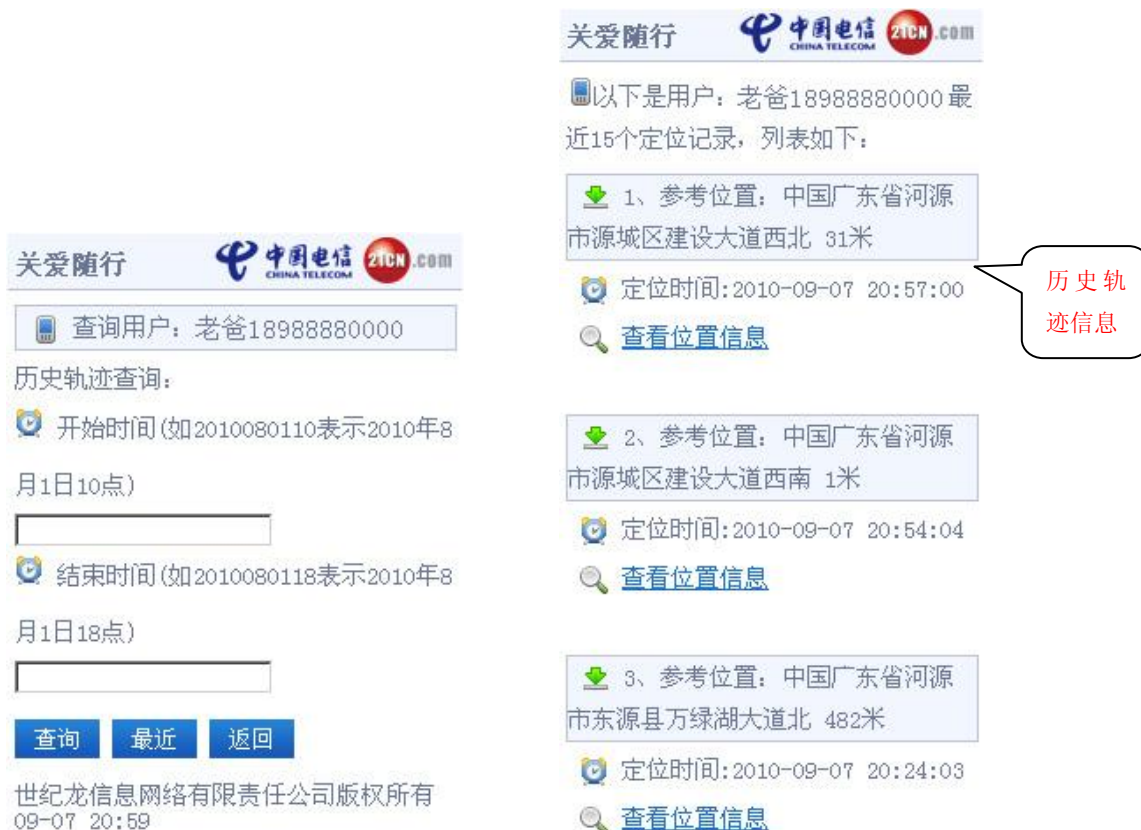 关爱随行 中国电信 CHINA TELECOM 21CN .com
查询用户：老爸18988880000
历史轨迹查询：
开始时间(如2010080110表示2010年8
月1日10点)
结束时间(如2010080118表示2010年8
月1日18点)
查询 最近 返回
世纪龙信息网络有限责任公司版权所有
09-07 20:59
关爱随行 中国电信 CHINA TELECOM 21CN .com
以下是用户：老爸18988880000最
近15个定位记录，列表如下：
1、参考位置：中国广东省河源
市源城区建设大道西北 31米
定位时间:2010-09-07 20:57:00
查看位置信息
2、参考位置：中国广东省河源
市源城区建设大道西南 1米
定位时间:2010-09-07 20:54:04
查看位置信息
3、参考位置：中国广东省河源
市东源县万绿湖大道北 482米
定位时间:2010-09-07 20:24:03
查看位置信息
历史轨
迹信息